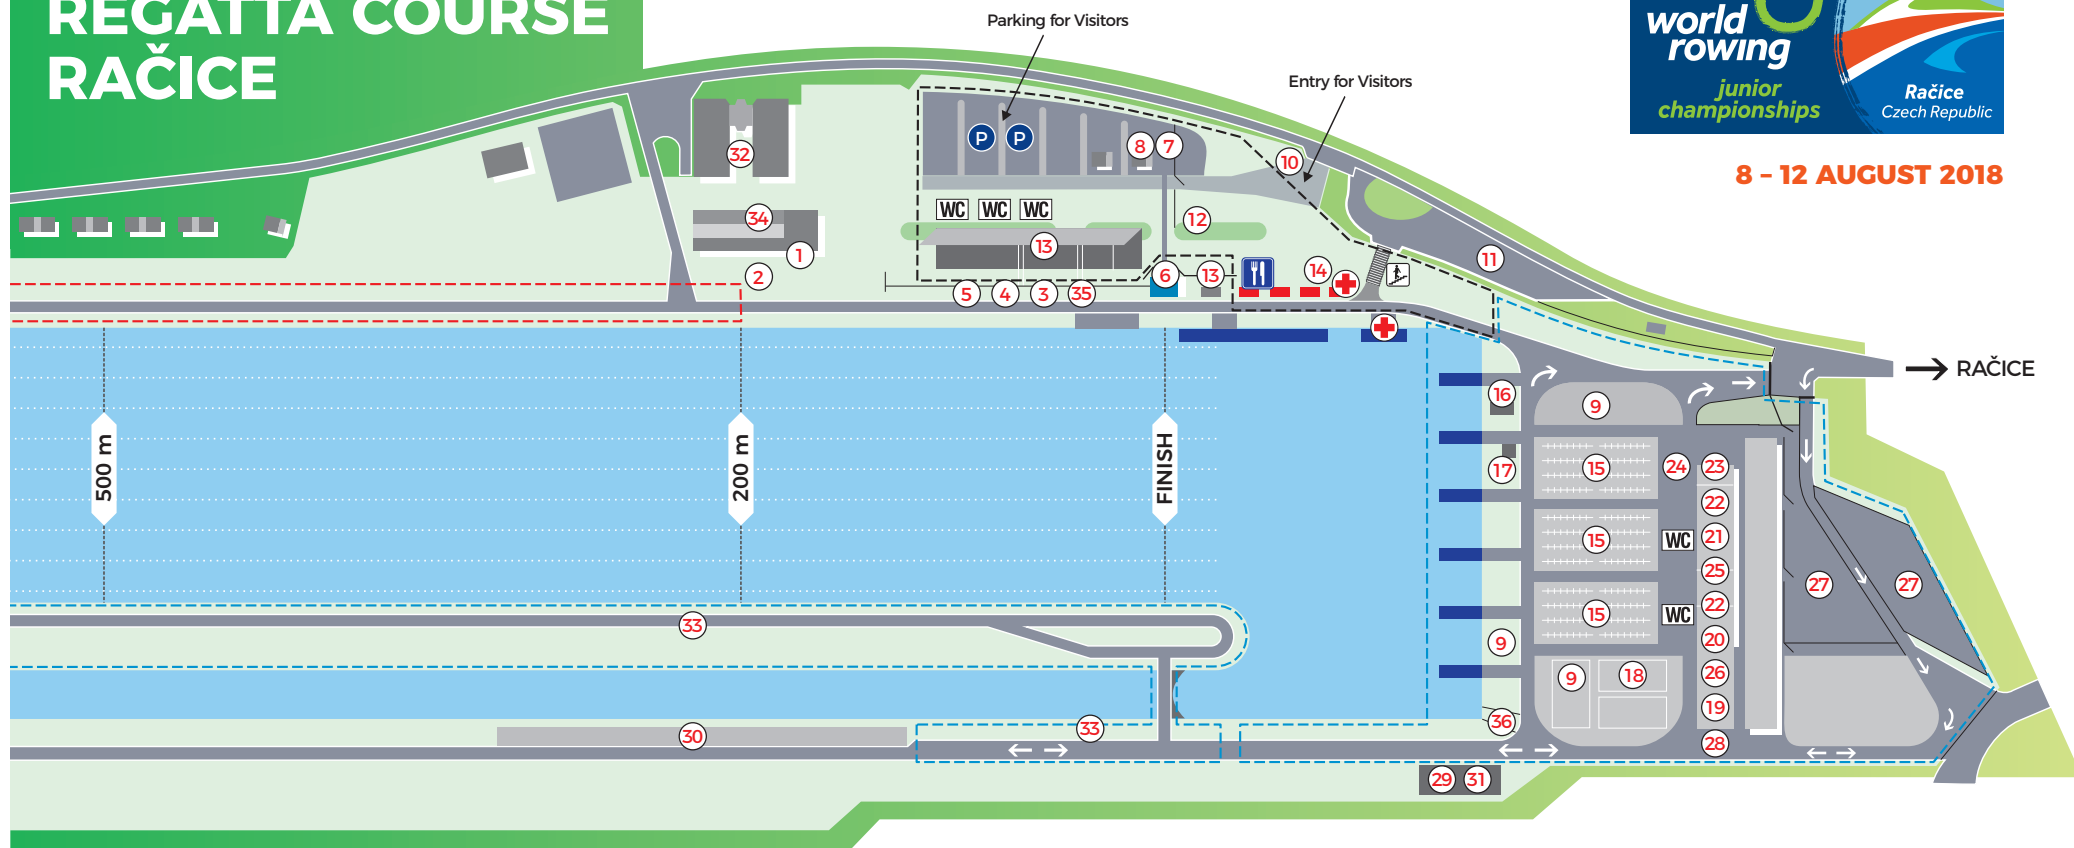 REGATTA COURSE
RAČICE
Parking for Visitors
Entry for Visitors
world
rowing
junior
championships
Račice
Czech Republic
8 – 12 AUGUST 2018
P P
8 7
10
32
WC WC WC
34
12
13
1
11
2
6
13
14
5 4 3 35
RAČICE
16
9
500 m
200 m
FINISH
17
15
24
23
22
15
WC
21
25
27
27
15
WC
22
33
9
20
9
18
26
19
36
30
33
28
29 31